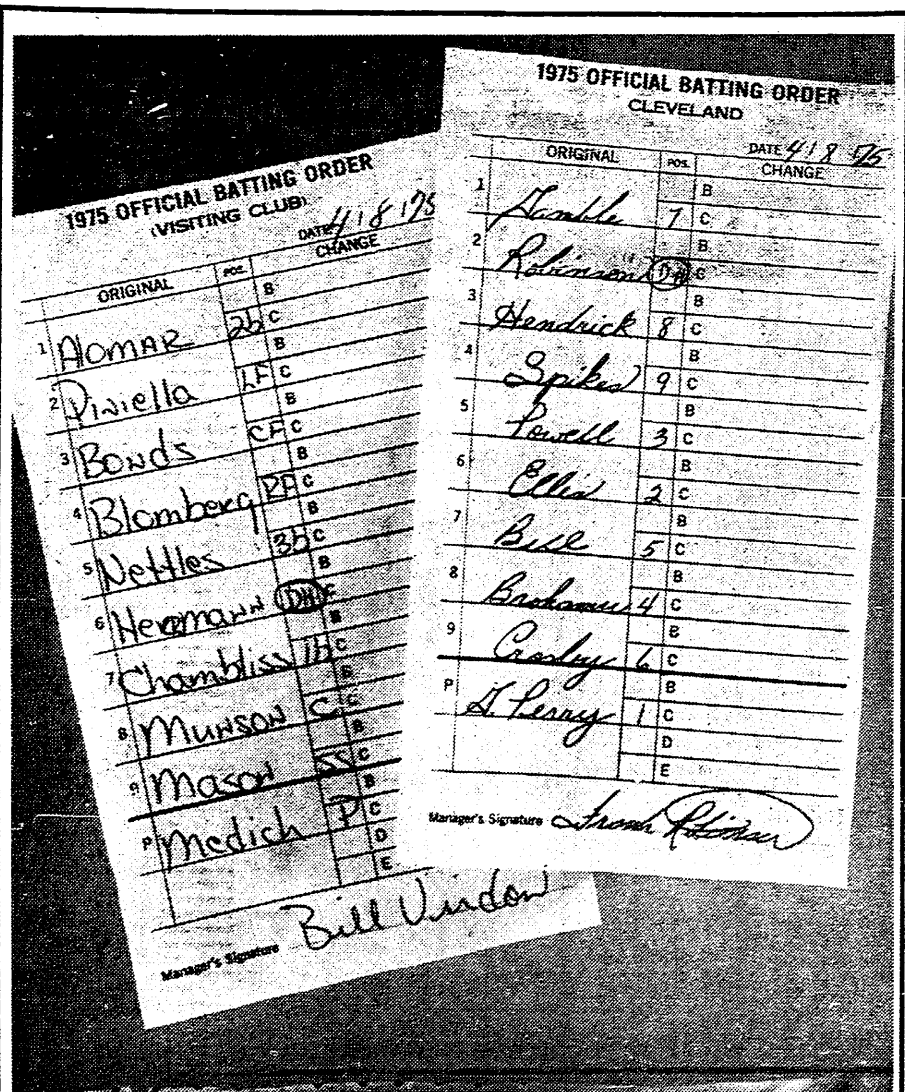 1975 OFFICIAL BATTING ORDER
(VISITING CLUB)
DATE 4/8/75
ORIGINAL POS. CHANGE
B
1 Alomar 2b C
B
2 Piniella LF C
B
3 Bonds CF C
B
4 Blomberg RF C
B
5 Nettles 3b C
B
6 Herrmann DH C
B
7 Chambliss 1b C
B
8 Munson C C
B
9 Mason SS C
B
P Medich P C
D
E
Manager's Signature Bill Virdon
1975 OFFICIAL BATTING ORDER
CLEVELAND
DATE 4/8/75
ORIGINAL POS. CHANGE
B
1 Gamble 7 C
B
2 Robinson DH C
B
3 Hendrick 8 C
B
4 Spikes 9 C
B
5 Powell 3 C
B
6 Ellis 2 C
B
7 Bell 5 C
B
8 Brohamer 4 C
B
9 Crosby 6 C
B
P G. Perry 1 C
D
E
Manager's Signature Frank Robinson